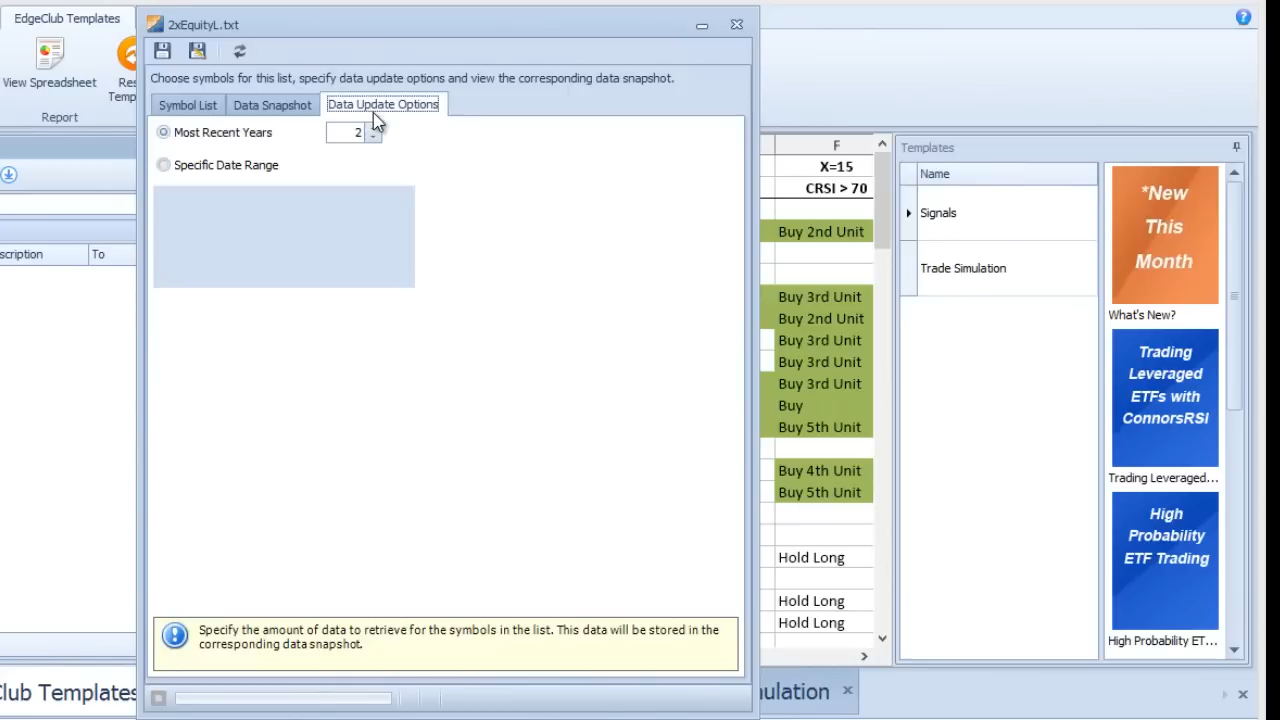 EdgeClub Templates
View Spreadsheet
Res
Temp
Report
scription
To
Club Templates
2xEquityL.txt
Choose symbols for this list, specify data update options and view the corresponding data snapshot.
Symbol List
Data Snapshot
Data Update Options
Most Recent Years
2
Specific Date Range
Specify the amount of data to retrieve for the symbols in the list. This data will be stored in the
corresponding data snapshot.
F
X=15
CRSI > 70
Buy 2nd Unit
Buy 3rd Unit
Buy 2nd Unit
Buy 3rd Unit
Buy 3rd Unit
Buy 3rd Unit
Buy
Buy 5th Unit
Buy 4th Unit
Buy 5th Unit
Hold Long
Hold Long
Hold Long
ulation
Templates
Name
Signals
Trade Simulation
*New
This
Month
What's New?
Trading
Leveraged
ETFs with
ConnorsRSI
Trading Leveraged...
High
Probability
ETF Trading
High Probability ET...